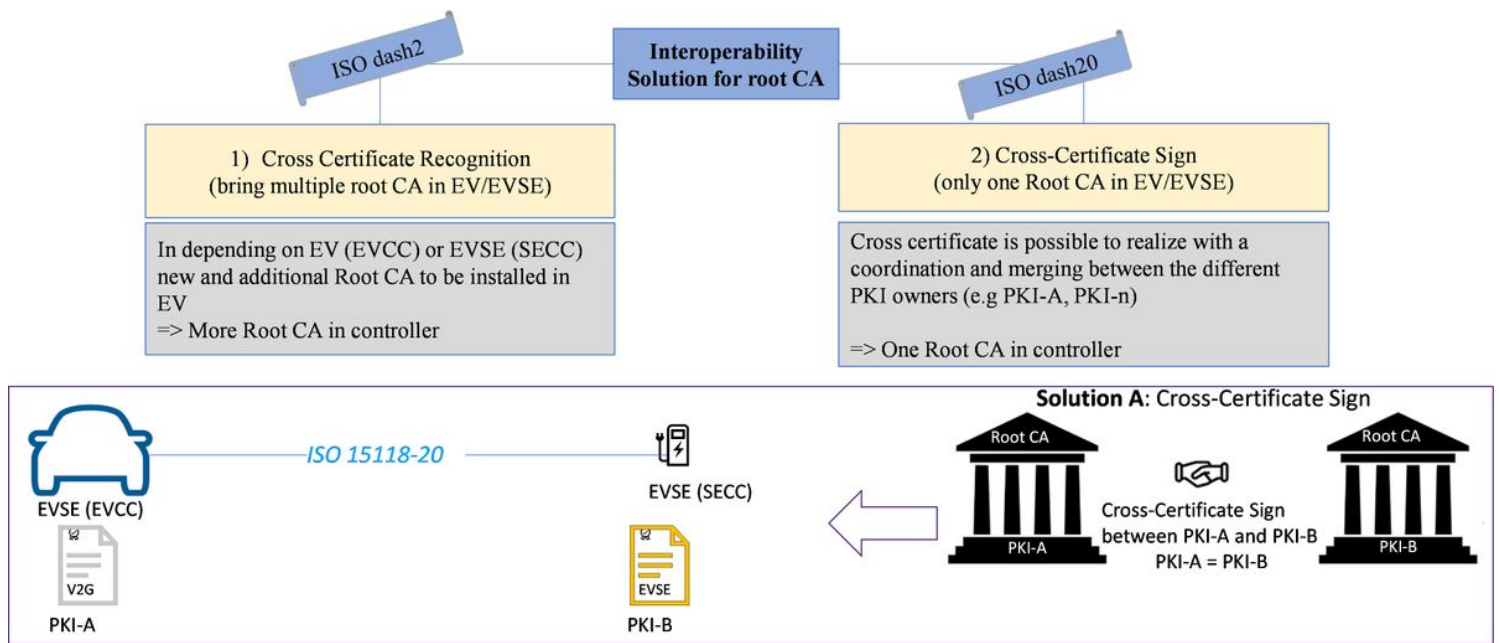 Interoperability
Solution for root CA
ISO dash2
ISO dash20
1) Cross Certificate Recognition
(bring multiple root CA in EV/EVSE)
In depending on EV (EVCC) or EVSE (SECC)
new and additional Root CA to be installed in
EV
=> More Root CA in controller
2) Cross-Certificate Sign
(only one Root CA in EV/EVSE)
Cross certificate is possible to realize with a
coordination and merging between the different
PKI owners (e.g PKI-A, PKI-n)
=> One Root CA in controller
ISO 15118-20
EVSE (EVCC)
V2G
PKI-A
EVSE (SECC)
EVSE
PKI-B
Solution A: Cross-Certificate Sign
Root CA
PKI-A
Cross-Certificate Sign
between PKI-A and PKI-B
PKI-A = PKI-B
Root CA
PKI-B